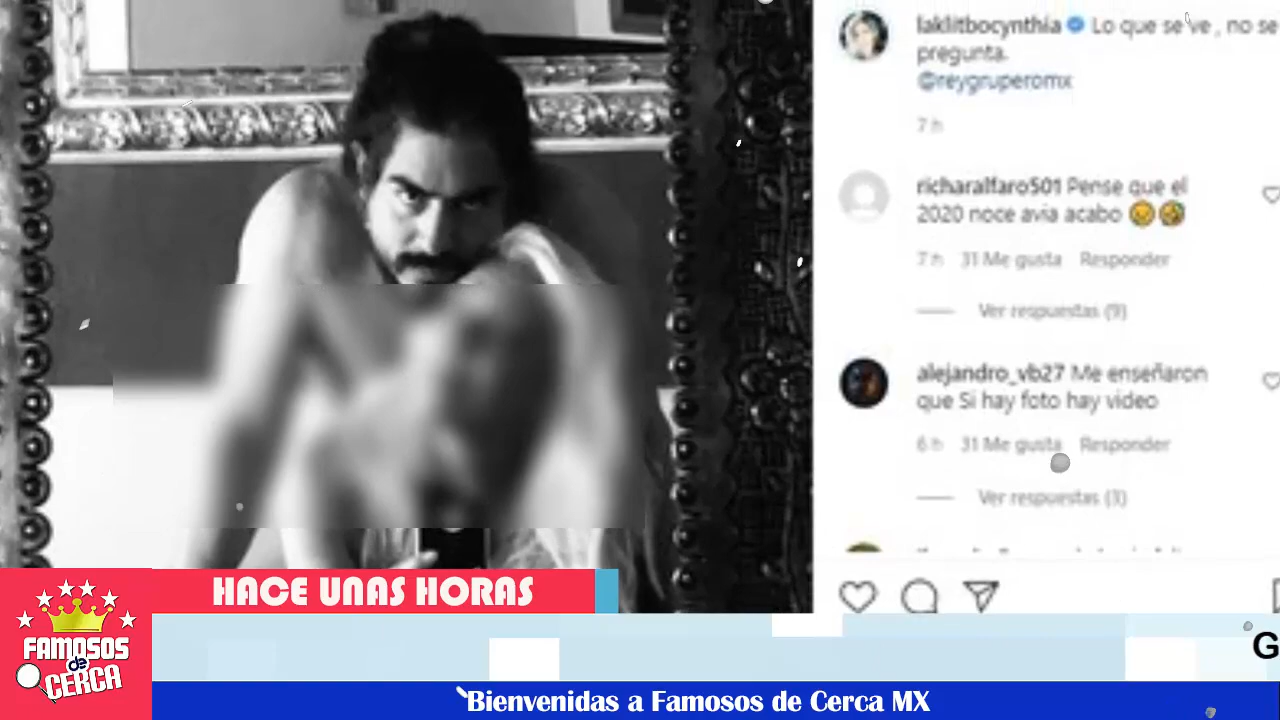 laklitbocynthia Lo que se ve , no se
pregunta.
@reygruperomx
7 h
richaralfaro501 Pense que el
2020 noce avia acabo 😂🤣
7 h 31 Me gusta Responder
Ver respuestas (9)
alejandro_vb27 Me enseñaron
que Si hay foto hay video
6 h 31 Me gusta Responder
Ver respuestas (3)
HACE UNAS HORAS
FAMOSOS
de
CERCA
G
Bienvenidas a Famosos de Cerca MX